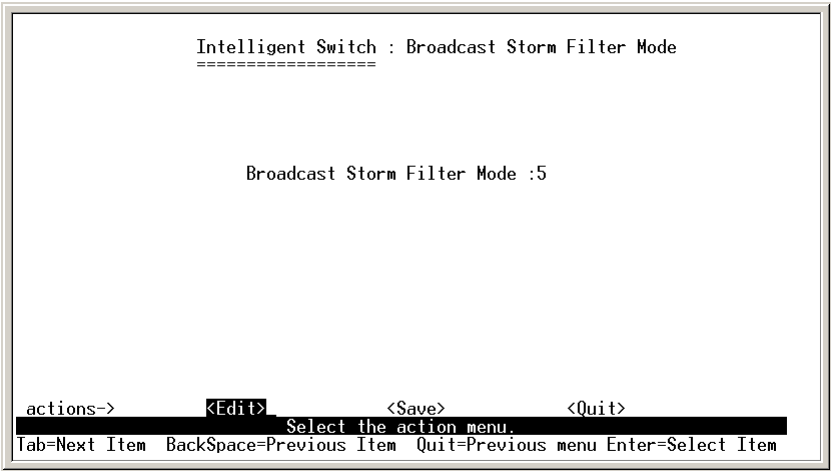 Intelligent Switch : Broadcast Storm Filter Mode
==================
Broadcast Storm Filter Mode :5
actions-> <Edit> <Save> <Quit>
Select the action menu.
Tab=Next Item BackSpace=Previous Item Quit=Previous menu Enter=Select Item